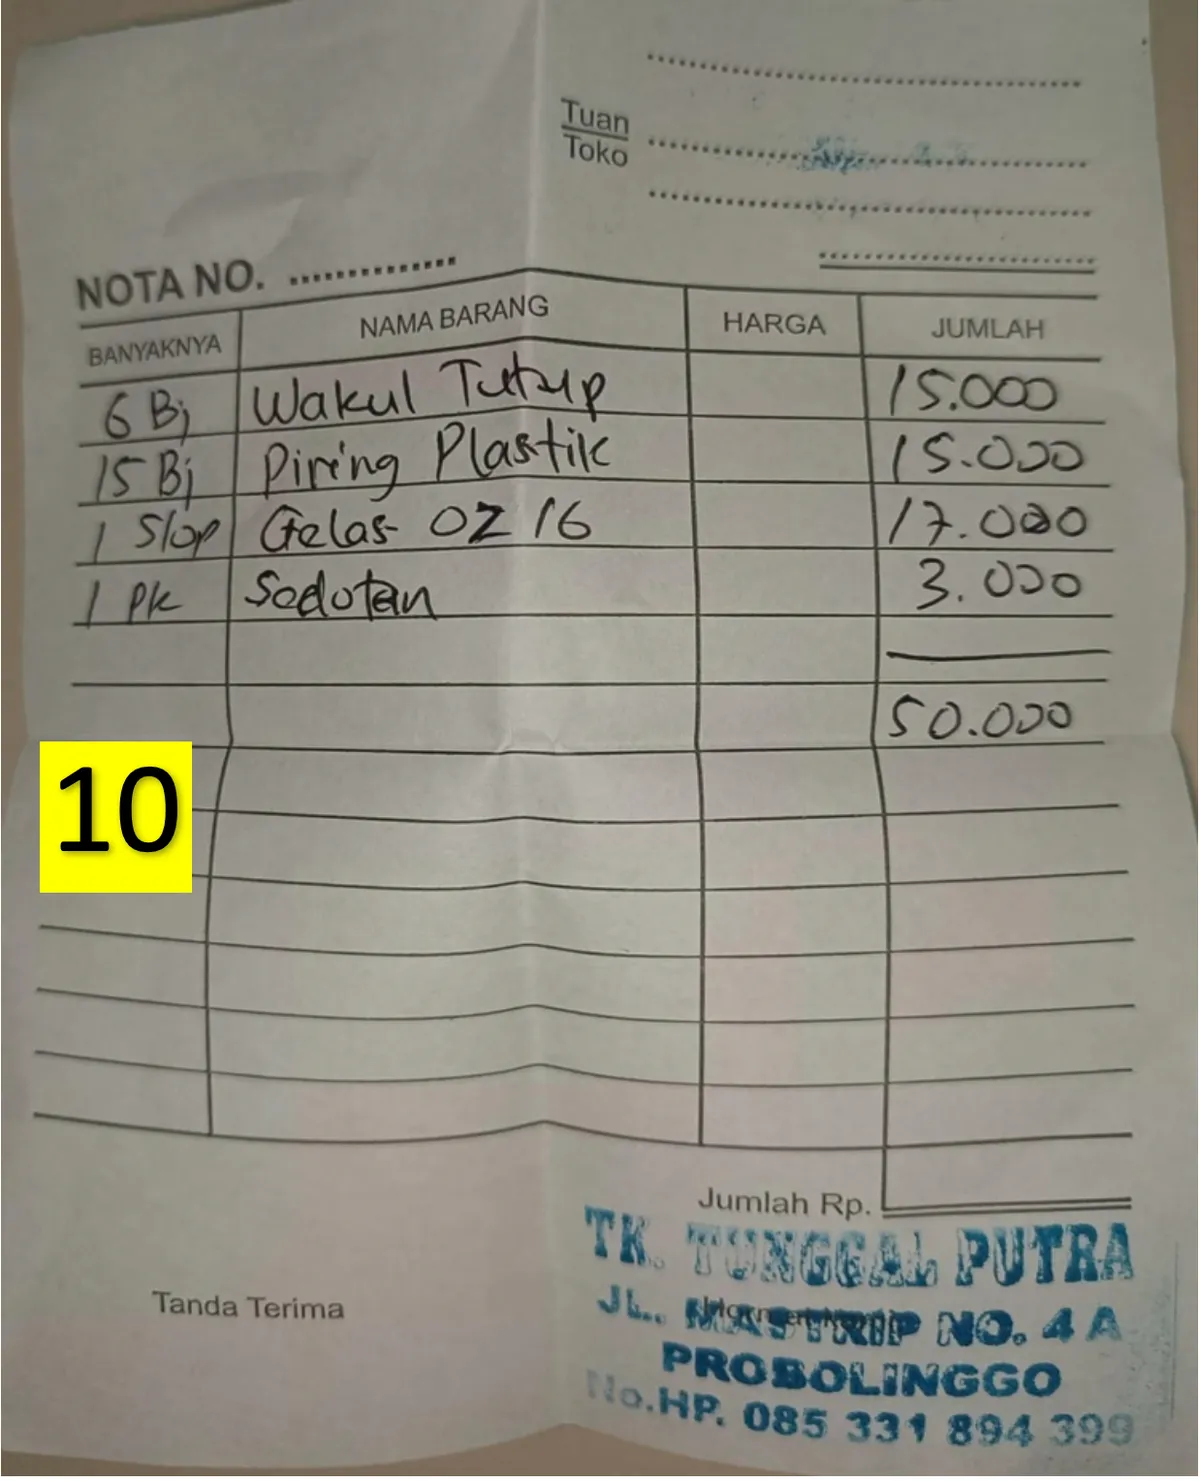 Tuan
Toko
NOTA NO. ..............
BANYAKNYA NAMA BARANG HARGA JUMLAH
6 Bj Wakul Tutup 15.000
15 Bj Piring Plastik 15.000
1 Slop Gelas OZ 16 17.000
1 Pk Sedotan 3.000
50.000
10
Jumlah Rp.
Tanda Terima
Hormat Kami
TK. TUNGGAL PUTRA
JL. MASTRIP NO. 4 A
PROBOLINGGO
No.HP. 085 331 894 399